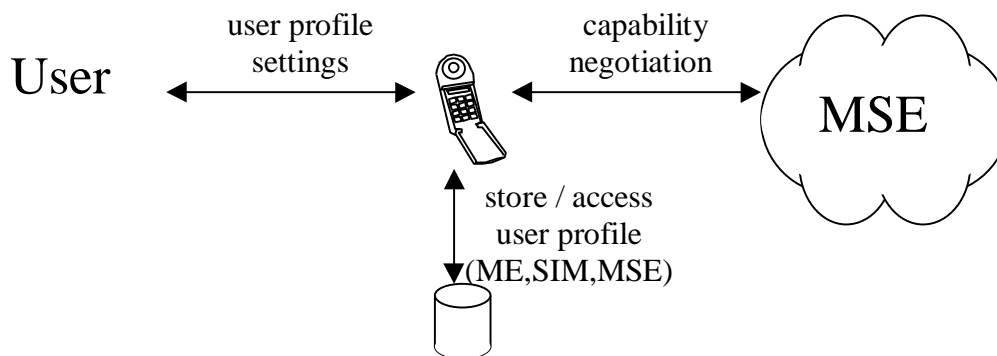 User
user profile
settings
capability
negotiation
MSE
store / access
user profile
(ME,SIM,MSE)